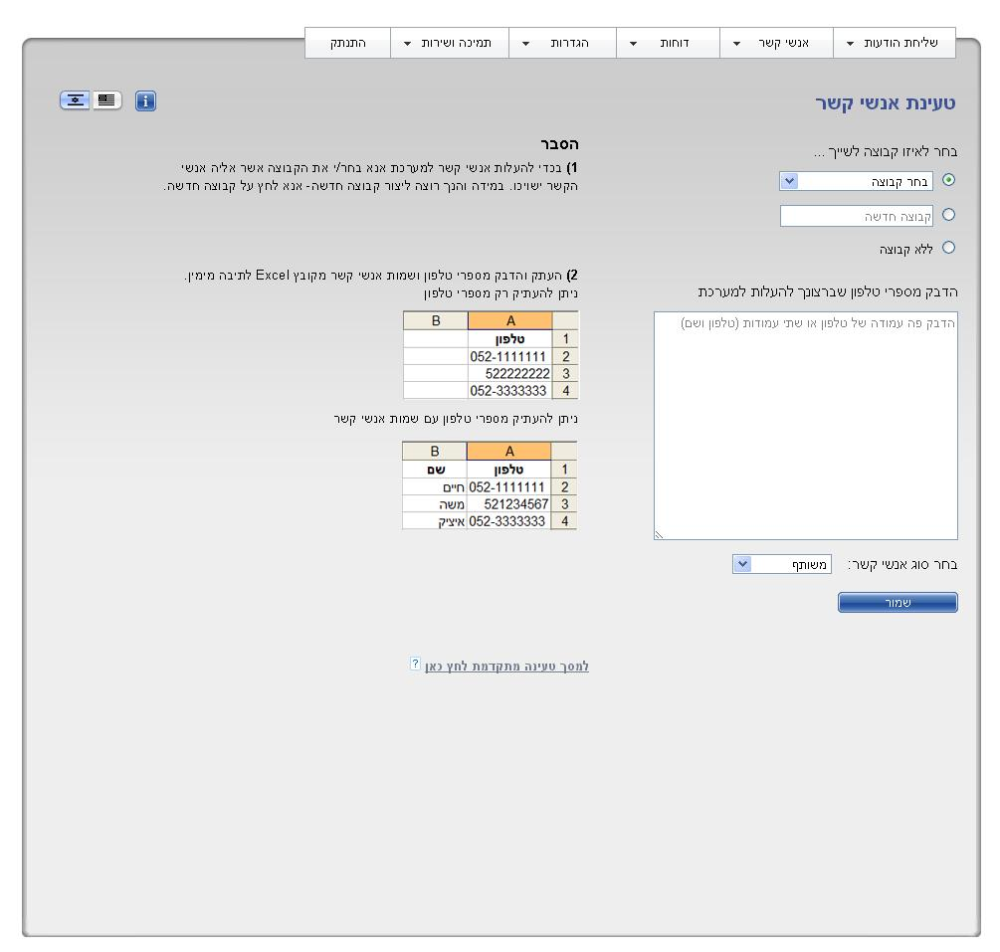 שליחת הודעות
אנשי קשר
דוחות
הגדרות
תמיכה ושירות
התנתק
טעינת אנשי קשר
בחר לאיזו קבוצה לשייך ...
בחר קבוצה
קבוצה חדשה
ללא קבוצה
הדבק מספרי טלפון שברצונך להעלות למערכת
הדבק פה עמודה של טלפון או שתי עמודות (טלפון ושם)
בחר סוג אנשי קשר: משותף
שמור
i
הסבר
1) בכדי להעלות אנשי קשר למערכת אנא בחר/י את הקבוצה אשר אליה אנשי
הקשר ישויכו. במידה והנך רוצה ליצור קבוצה חדשה- אנא לחץ על קבוצה חדשה.
2) העתק והדבק מספרי טלפון ושמות אנשי קשר מקובץ Excel לתיבה מימין.
ניתן להעתיק רק מספרי טלפון
A B
1 טלפון
2 052-1111111
3 522222222
4 052-3333333
ניתן להעתיק מספרי טלפון עם שמות אנשי קשר
A B
1 טלפון שם
2 052-1111111 חיים
3 521234567 משה
4 052-3333333 איציק
למסך טעינה מתקדמת לחץ כאן ?